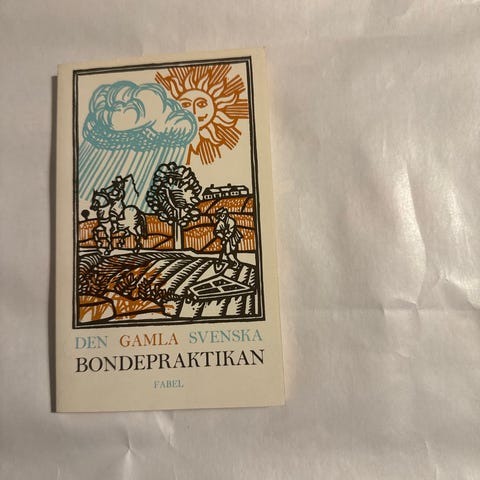 DEN GAMLA SVENSKA
BONDEPRAKTIKAN
FABEL